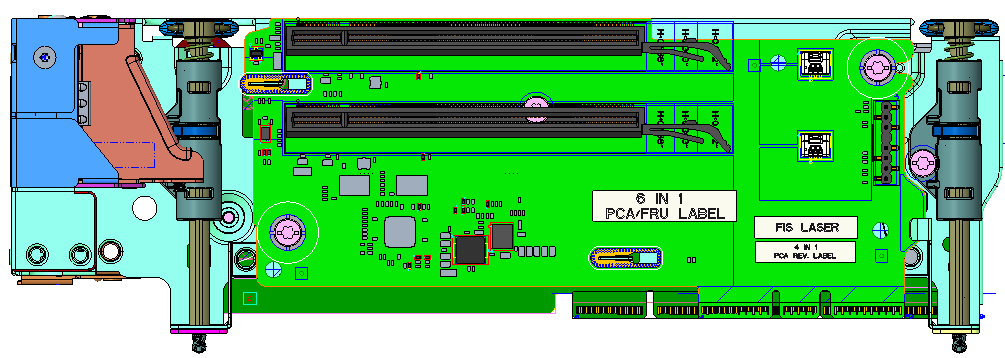 6 IN 1
PCA/FRU LABEL
FIS LASER
4 IN 1
PCA REV. LABEL